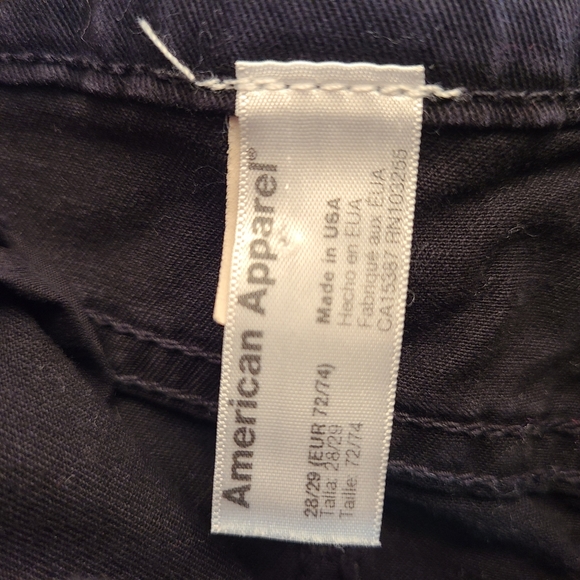 American Apparel®
Made in USA
Hecho en EUA
Fabriqué aux EUA
CA15387 RN103255
28/29 (EUR 72/74)
Talla: 28/29
Taille: 72/74